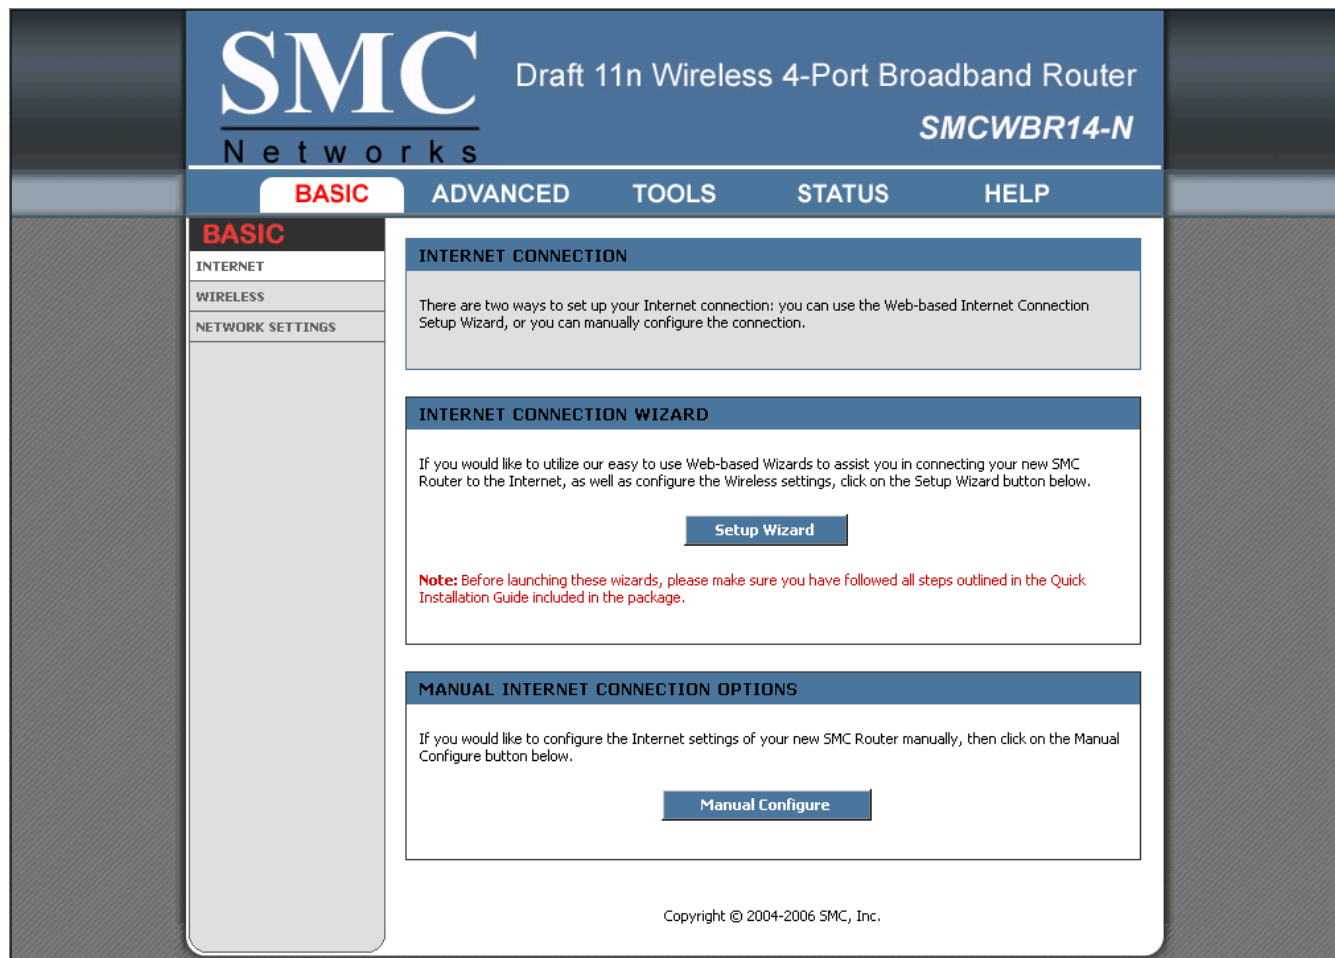 SMC
Networks
Draft 11n Wireless 4-Port Broadband Router
SMCWBR14-N
BASIC ADVANCED TOOLS STATUS HELP
BASIC
INTERNET
WIRELESS
NETWORK SETTINGS
INTERNET CONNECTION
There are two ways to set up your Internet connection: you can use the Web-based Internet Connection
Setup Wizard, or you can manually configure the connection.
INTERNET CONNECTION WIZARD
If you would like to utilize our easy to use Web-based Wizards to assist you in connecting your new SMC
Router to the Internet, as well as configure the Wireless settings, click on the Setup Wizard button below.
Setup Wizard
Note: Before launching these wizards, please make sure you have followed all steps outlined in the Quick
Installation Guide included in the package.
MANUAL INTERNET CONNECTION OPTIONS
If you would like to configure the Internet settings of your new SMC Router manually, then click on the Manual
Configure button below.
Manual Configure
Copyright © 2004-2006 SMC, Inc.